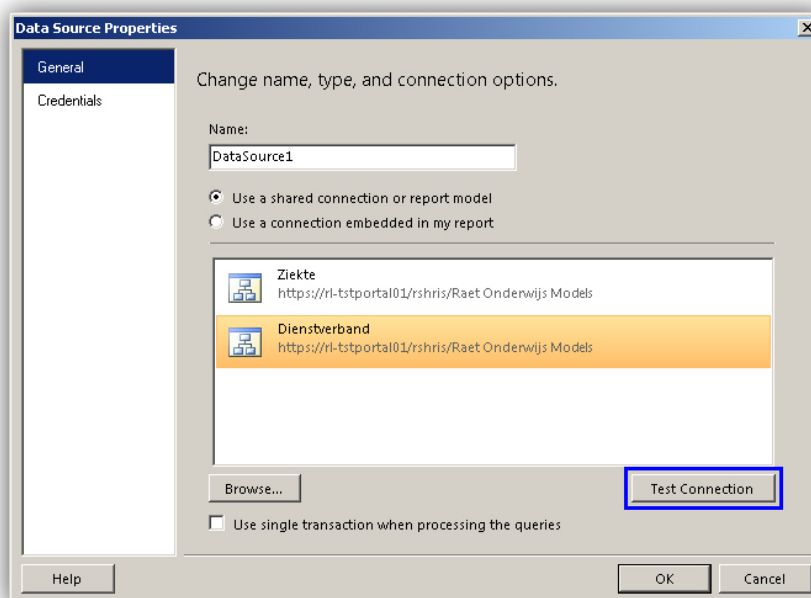 Data Source Properties
General
Credentials
Change name, type, and connection options.
Name:
DataSource1
Use a shared connection or report model
Use a connection embedded in my report
Ziekte
https://rl-tstportal01/rshris/Raet Onderwijs Models
Dienstverband
https://rl-tstportal01/rshris/Raet Onderwijs Models
Browse...
Test Connection
Use single transaction when processing the queries
Help
OK
Cancel